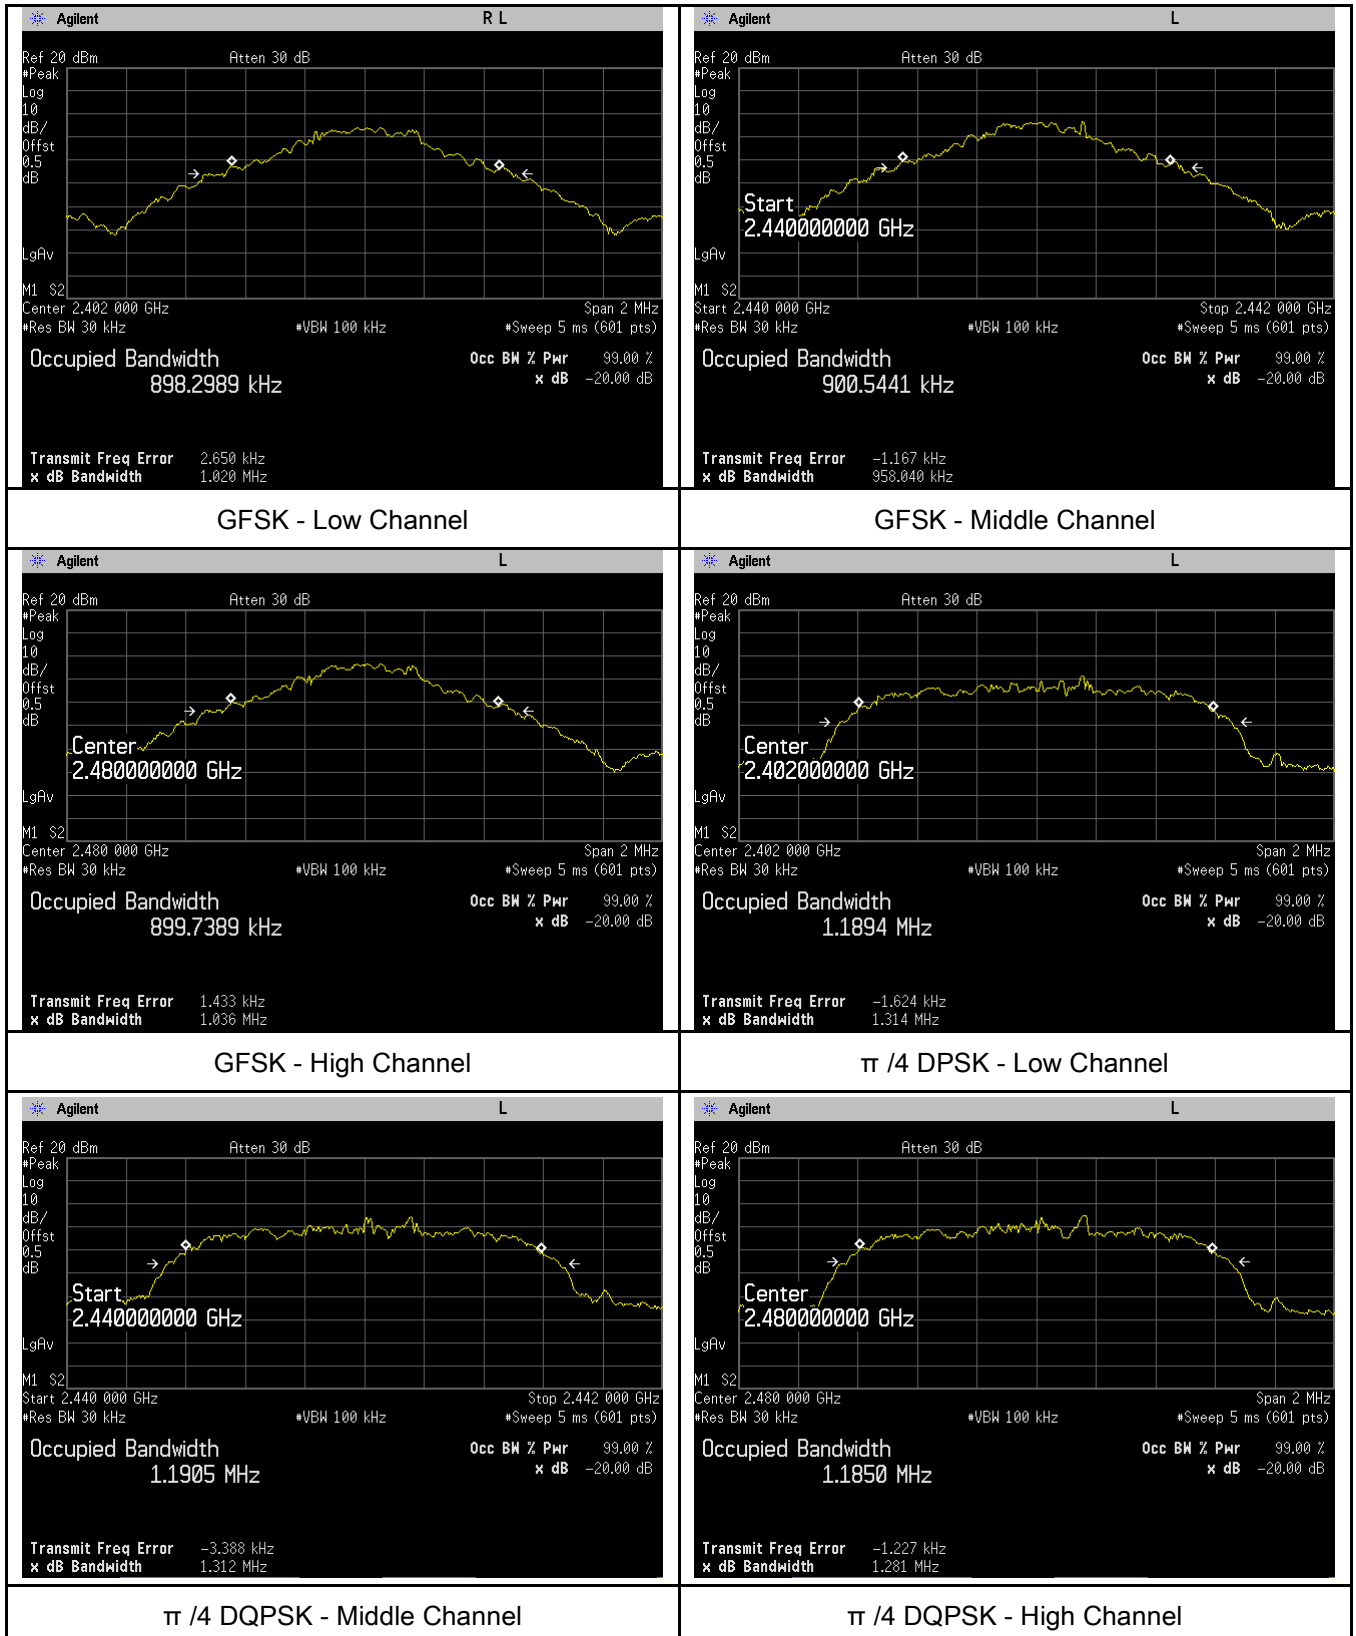 Agilent R L
Ref 20 dBm Atten 30 dB
#Peak
Log
10
dB/
Offst
0.5
dB
LgAv
M1 S2
Center 2.402 000 GHz Span 2 MHz
#Res BW 30 kHz #VBW 100 kHz #Sweep 5 ms (601 pts)
Occupied Bandwidth Occ BW % Pwr 99.00 %
898.2989 kHz x dB -20.00 dB
Transmit Freq Error 2.650 kHz
x dB Bandwidth 1.020 MHz
GFSK - Low Channel
Agilent L
Ref 20 dBm Atten 30 dB
#Peak
Log
10
dB/
Offst
0.5
dB
Start
2.440000000 GHz
LgAv
M1 S2
Start 2.440 000 GHz Stop 2.442 000 GHz
#Res BW 30 kHz #VBW 100 kHz #Sweep 5 ms (601 pts)
Occupied Bandwidth Occ BW % Pwr 99.00 %
900.5441 kHz x dB -20.00 dB
Transmit Freq Error -1.167 kHz
x dB Bandwidth 958.040 kHz
GFSK - Middle Channel
Agilent L
Ref 20 dBm Atten 30 dB
#Peak
Log
10
dB/
Offst
0.5
dB
Center
2.480000000 GHz
LgAv
M1 S2
Center 2.480 000 GHz Span 2 MHz
#Res BW 30 kHz #VBW 100 kHz #Sweep 5 ms (601 pts)
Occupied Bandwidth Occ BW % Pwr 99.00 %
899.7389 kHz x dB -20.00 dB
Transmit Freq Error 1.433 kHz
x dB Bandwidth 1.036 MHz
GFSK - High Channel
Agilent L
Ref 20 dBm Atten 30 dB
#Peak
Log
10
dB/
Offst
0.5
dB
Center
2.402000000 GHz
LgAv
M1 S2
Center 2.402 000 GHz Span 2 MHz
#Res BW 30 kHz #VBW 100 kHz #Sweep 5 ms (601 pts)
Occupied Bandwidth Occ BW % Pwr 99.00 %
1.1894 MHz x dB -20.00 dB
Transmit Freq Error -1.624 kHz
x dB Bandwidth 1.314 MHz
π /4 DPSK - Low Channel
Agilent L
Ref 20 dBm Atten 30 dB
#Peak
Log
10
dB/
Offst
0.5
dB
Start
2.440000000 GHz
LgAv
M1 S2
Start 2.440 000 GHz Stop 2.442 000 GHz
#Res BW 30 kHz #VBW 100 kHz #Sweep 5 ms (601 pts)
Occupied Bandwidth Occ BW % Pwr 99.00 %
1.1905 MHz x dB -20.00 dB
Transmit Freq Error -3.388 kHz
x dB Bandwidth 1.312 MHz
π /4 DQPSK - Middle Channel
Agilent L
Ref 20 dBm Atten 30 dB
#Peak
Log
10
dB/
Offst
0.5
dB
Center
2.480000000 GHz
LgAv
M1 S2
Center 2.480 000 GHz Span 2 MHz
#Res BW 30 kHz #VBW 100 kHz #Sweep 5 ms (601 pts)
Occupied Bandwidth Occ BW % Pwr 99.00 %
1.1850 MHz x dB -20.00 dB
Transmit Freq Error -1.227 kHz
x dB Bandwidth 1.281 MHz
π /4 DQPSK - High Channel